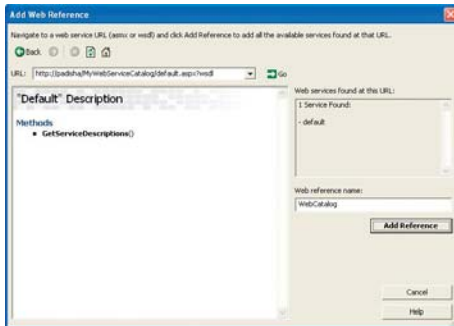 Add Web Reference
Navigate to a web service URL (asmx or wsdl) and click Add Reference to add all the available services found at that URL.
Back
URL: http://padisha/MyWebServiceCatalog/default.aspx?wsdl Go
"Default" Description
Methods
GetServiceDescriptions()
Web services found at this URL:
1 Service Found:
- default
Web reference name:
WebCatalog
Add Reference
Cancel
Help